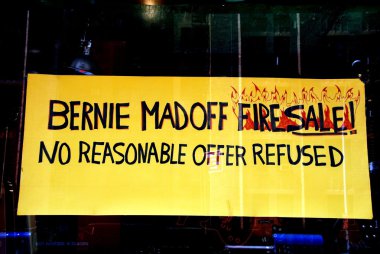 BERNIE MADOFF FIRE SALE!
NO REASONABLE OFFER REFUSED